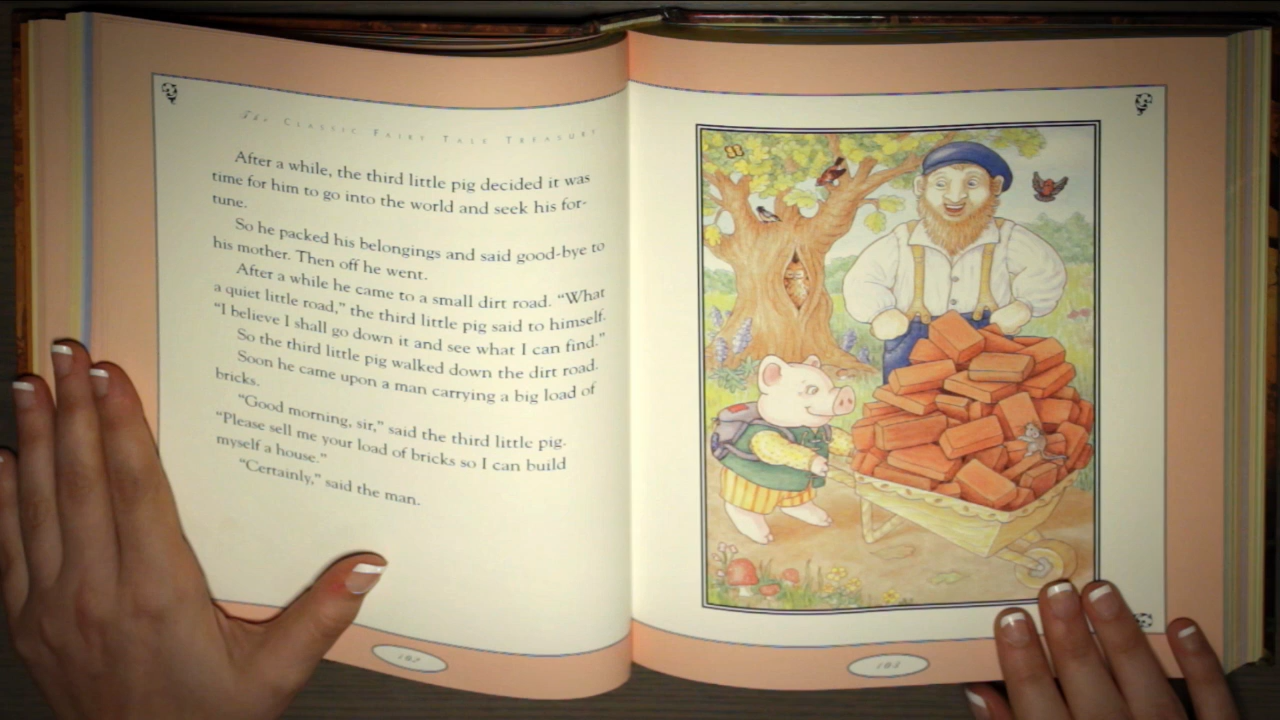 The Classic Fairy Tale Treasury
After a while, the third little pig decided it was
time for him to go into the world and seek his for-
tune.
So he packed his belongings and said good-bye to
his mother. Then off he went.
After a while he came to a small dirt road. “What
a quiet little road,” the third little pig said to himself.
“I believe I shall go down it and see what I can find.”
So the third little pig walked down the dirt road.
Soon he came upon a man carrying a big load of
bricks.
“Good morning, sir,” said the third little pig.
“Please sell me your load of bricks so I can build
myself a house.”
“Certainly,” said the man.